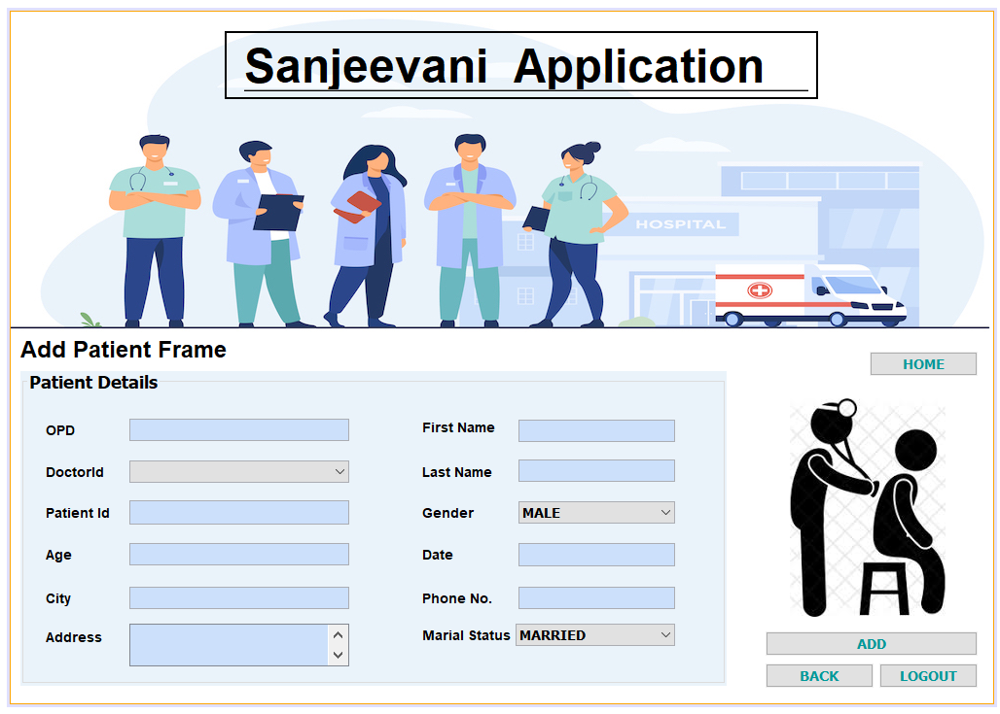 Sanjeevani Application
HOSPITAL
Add Patient Frame
HOME
Patient Details
OPD
First Name
DoctorId
Last Name
Patient Id
Gender
MALE
Age
Date
City
Phone No.
Address
Marial Status
MARRIED
ADD
BACK
LOGOUT